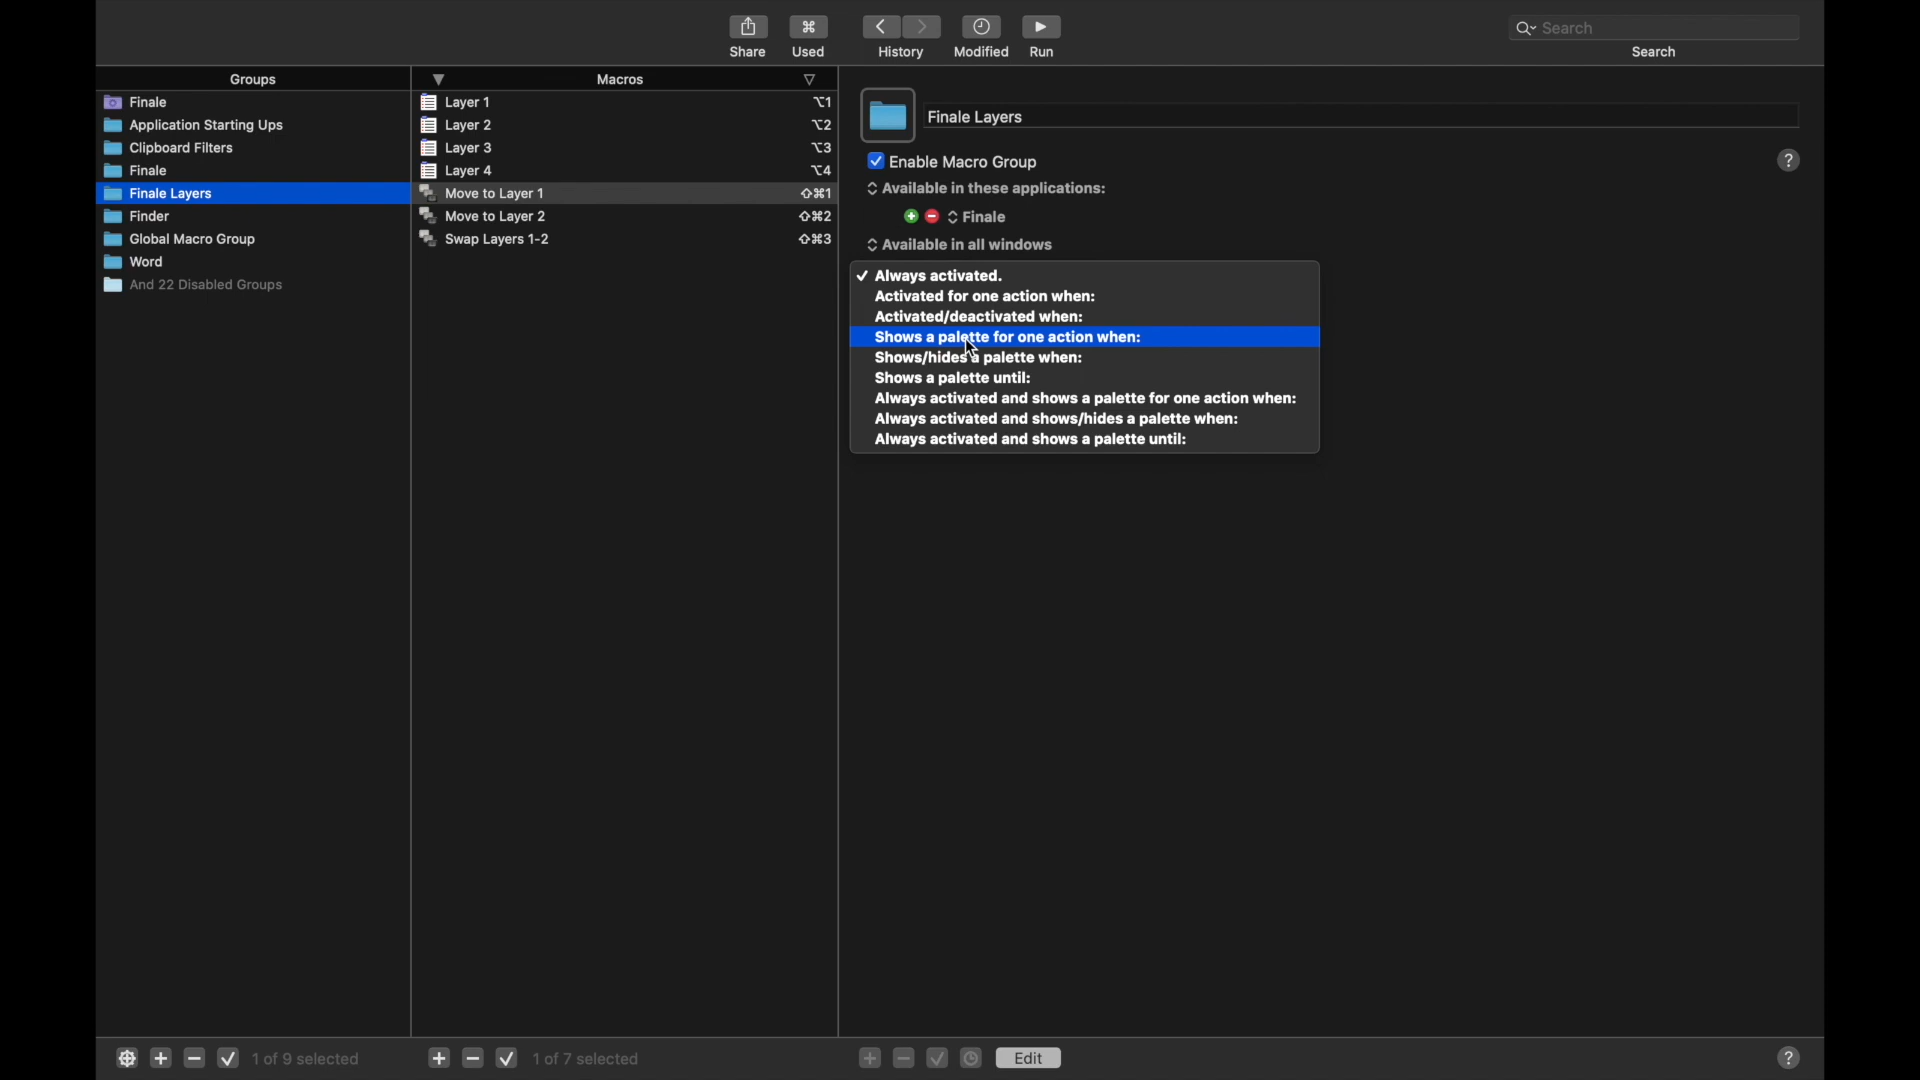 Share
Used
History
Modified
Run
Search
Search
Groups
Macros
Finale
Application Starting Ups
Clipboard Filters
Finale
Finale Layers
Finder
Global Macro Group
Word
And 22 Disabled Groups
Layer 1 ⌥1
Layer 2 ⌥2
Layer 3 ⌥3
Layer 4 ⌥4
Move to Layer 1 ⇧⌘1
Move to Layer 2 ⇧⌘2
Swap Layers 1-2 ⇧⌘3
Finale Layers
Enable Macro Group
?
Available in these applications:
Finale
Available in all windows
✓ Always activated.
Activated for one action when:
Activated/deactivated when:
Shows a palette for one action when:
Shows/hides a palette when:
Shows a palette until:
Always activated and shows a palette for one action when:
Always activated and shows/hides a palette when:
Always activated and shows a palette until:
1 of 9 selected
1 of 7 selected
Edit
?